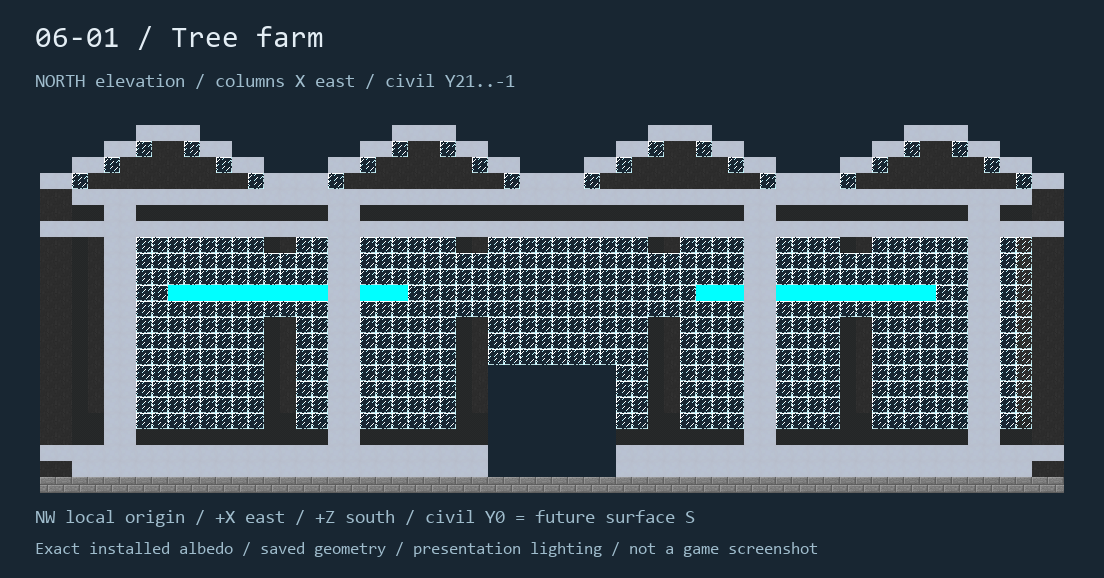 06-01 / Tree farm
NORTH elevation / columns X east / civil Y21..-1
NW local origin / +X east / +Z south / civil Y0 = future surface S
Exact installed albedo / saved geometry / presentation lighting / not a game screenshot